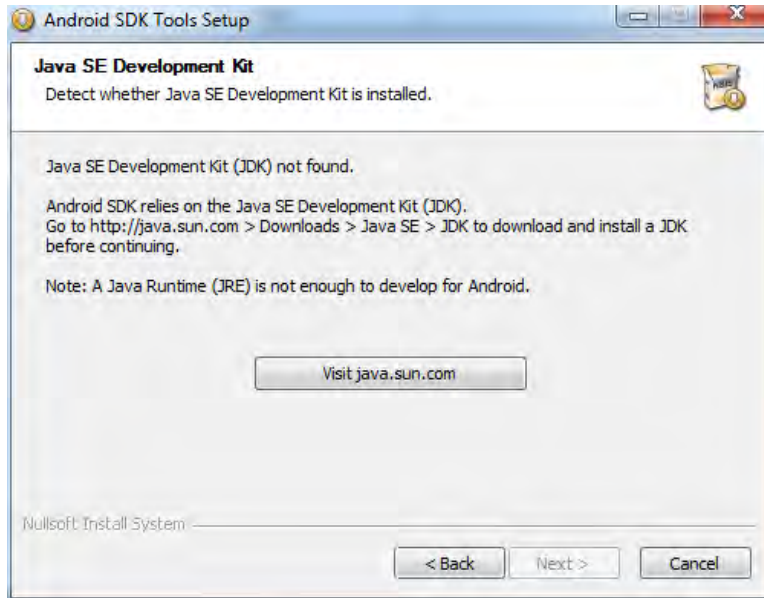 Android SDK Tools Setup
Java SE Development Kit
Detect whether Java SE Development Kit is installed.
Java SE Development Kit (JDK) not found.
Android SDK relies on the Java SE Development Kit (JDK).
Go to http://java.sun.com > Downloads > Java SE > JDK to download and install a JDK
before continuing.
Note: A Java Runtime (JRE) is not enough to develop for Android.
Visit java.sun.com
Nullsoft Install System
< Back Next > Cancel